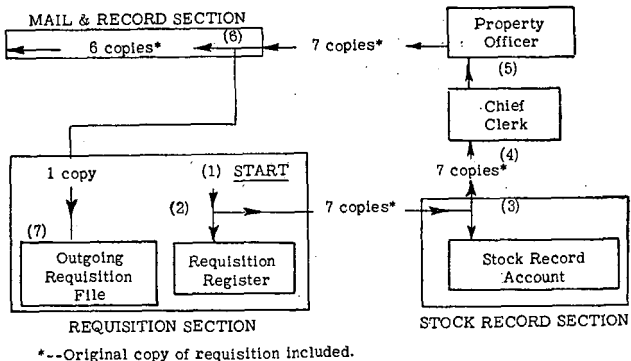 MAIL & RECORD SECTION
(6)
6 copies*
7 copies*
Property
Officer
(5)
Chief
Clerk
(4)
7 copies*
1 copy
(1) START
(2)
7 copies*
(3)
(7)
Outgoing
Requisition
File
Requisition
Register
Stock Record
Account
REQUISITION SECTION
STOCK RECORD SECTION
*--Original copy of requisition included.